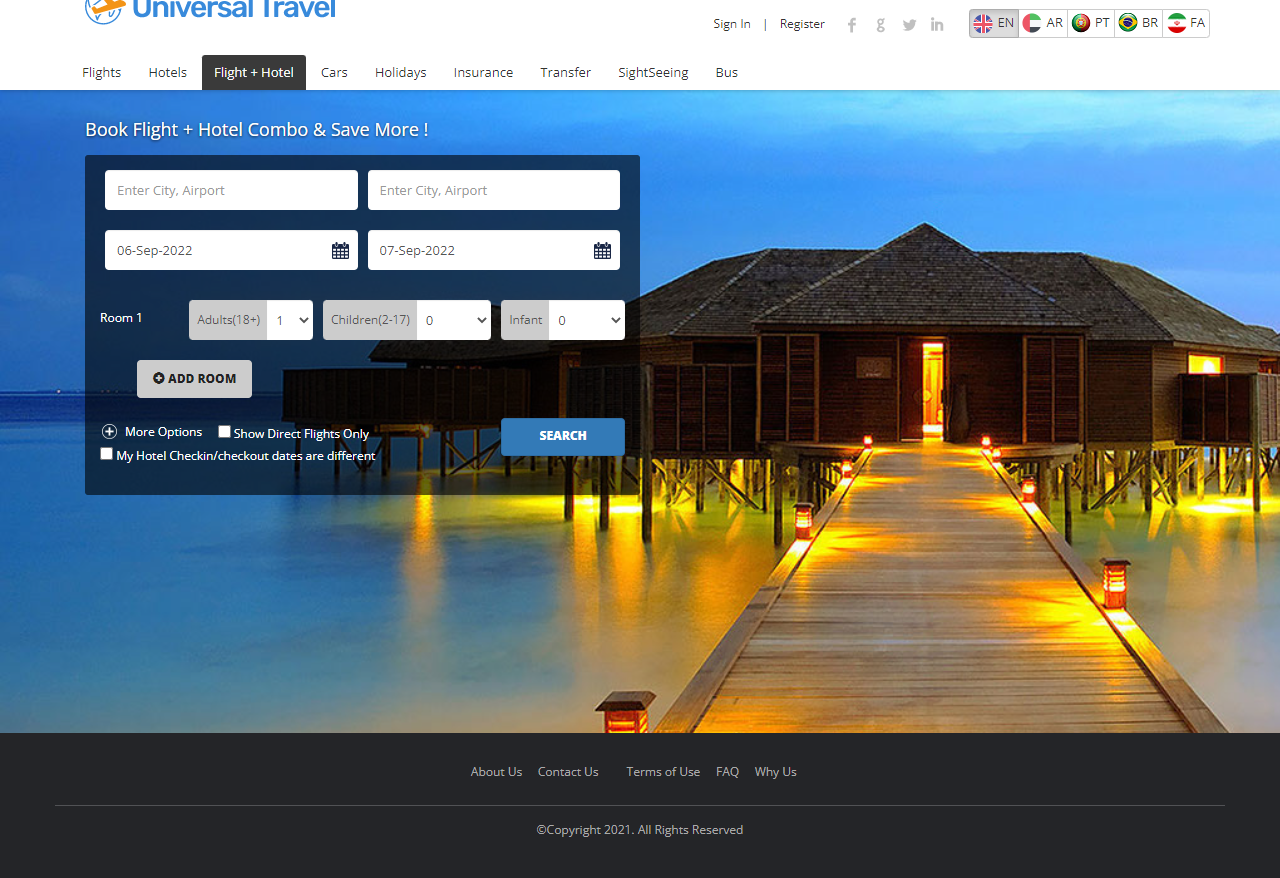 Universal Travel
Sign In | Register
EN AR PT BR FA
Flights Hotels Flight + Hotel Cars Holidays Insurance Transfer SightSeeing Bus
Book Flight + Hotel Combo & Save More !
Enter City, Airport Enter City, Airport
06-Sep-2022 07-Sep-2022
Room 1 Adults(18+) 1 Children(2-17) 0 Infant 0
ADD ROOM
More Options Show Direct Flights Only SEARCH
My Hotel Checkin/checkout dates are different
About Us Contact Us Terms of Use FAQ Why Us
©Copyright 2021. All Rights Reserved